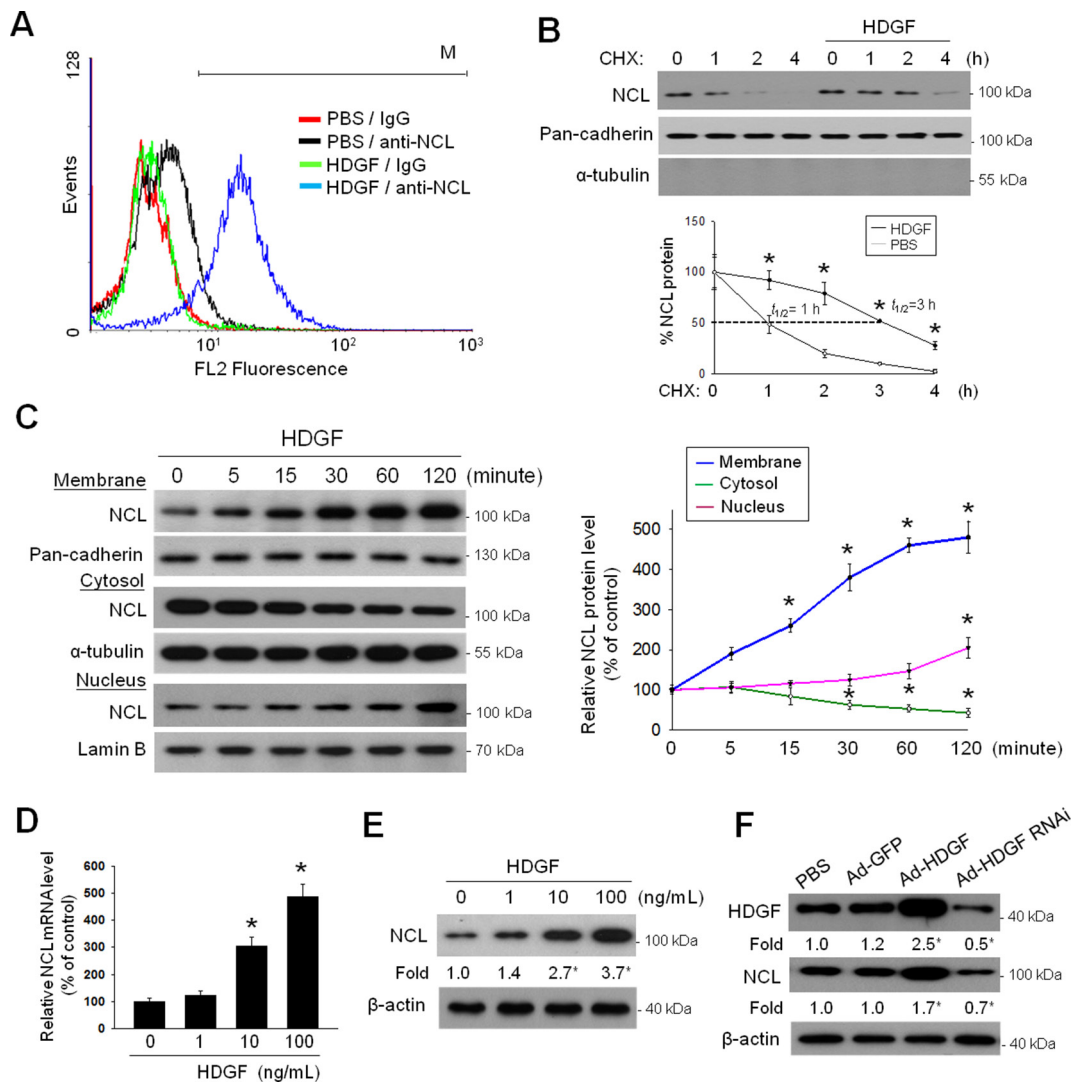 A
128
M
PBS / IgG
PBS / anti-NCL
HDGF / IgG
HDGF / anti-NCL
Events
0
10¹
10²
10³
FL2 Fluorescence
B
HDGF
CHX: 0 1 2 4 0 1 2 4 (h)
NCL
- 100 kDa
Pan-cadherin
- 100 kDa
α-tubulin
- 55 kDa
HDGF
PBS
% NCL protein
150
100
50
0
* * * *
t1/2= 1 h
t1/2=3 h
CHX: 0 1 2 3 4 (h)
C
HDGF
0 5 15 30 60 120 (minute)
Membrane
NCL
- 100 kDa
Pan-cadherin
- 130 kDa
Cytosol
NCL
- 100 kDa
α-tubulin
- 55 kDa
Nucleus
NCL
- 100 kDa
Lamin B
- 70 kDa
Membrane
Cytosol
Nucleus
Relative NCL protein level
(% of control)
500
400
300
200
100
0
* * * *
*
* * *
0 5 15 30 60 120 (minute)
D
Relative NCL mRNA level
(% of control)
600
500
400
300
200
100
0
* *
0 1 10 100
HDGF (ng/mL)
E
HDGF
0 1 10 100 (ng/mL)
NCL
- 100 kDa
Fold 1.0 1.4 2.7* 3.7*
β-actin
- 40 kDa
F
PBS Ad-GFP Ad-HDGF Ad-HDGF RNAi
HDGF
- 40 kDa
Fold 1.0 1.2 2.5* 0.5*
NCL
- 100 kDa
Fold 1.0 1.0 1.7* 0.7*
β-actin
- 40 kDa